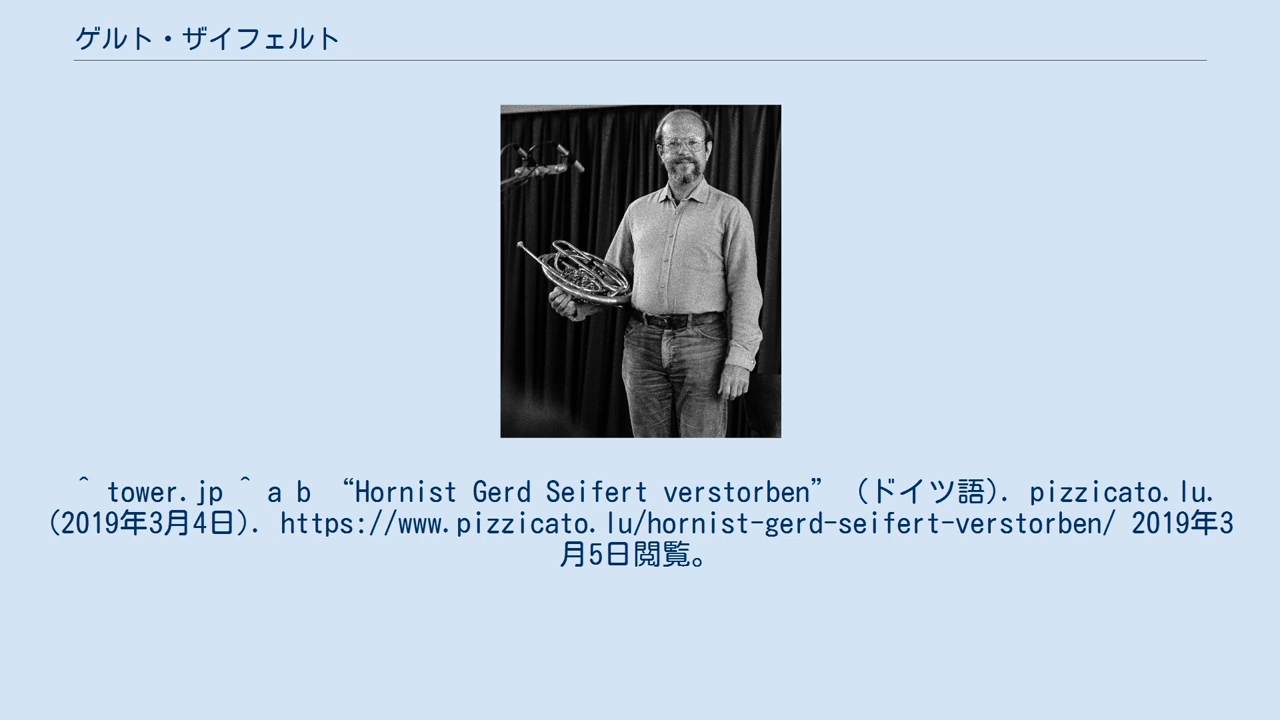 ゲルト・ザイフェルト
^ tower.jp ^ a b “Hornist Gerd Seifert verstorben” (ドイツ語). pizzicato.lu.
(2019年3月4日). https://www.pizzicato.lu/hornist-gerd-seifert-verstorben/ 2019年3
月5日閲覧。